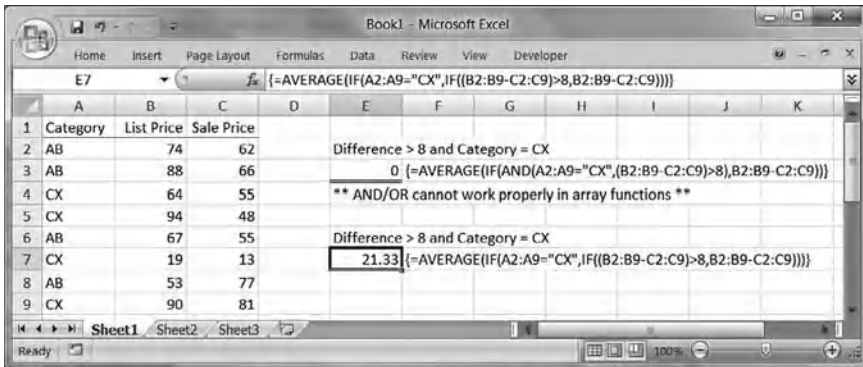 Book1 - Microsoft Excel
Home Insert Page Layout Formulas Data Review View Developer
E7 fx {=AVERAGE(IF(A2:A9="CX",IF((B2:B9-C2:C9)>8,B2:B9-C2:C9)))}
A B C D E F G H I J K
1 Category List Price Sale Price
2 AB 74 62 Difference > 8 and Category = CX
3 AB 88 66 0 {=AVERAGE(IF(AND(A2:A9="CX",(B2:B9-C2:C9)>8),B2:B9-C2:C9))}
4 CX 64 55 ** AND/OR cannot work properly in array functions **
5 CX 94 48
6 AB 67 55 Difference > 8 and Category = CX
7 CX 19 13 21.33 {=AVERAGE(IF(A2:A9="CX",IF((B2:B9-C2:C9)>8,B2:B9-C2:C9)))}
8 AB 53 77
9 CX 90 81
Sheet1 Sheet2 Sheet3
Ready 100%